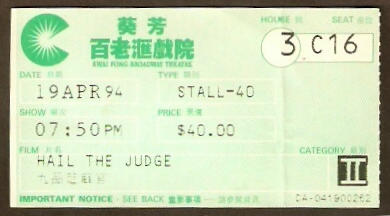 葵芳
百老滙戲院
KWAI FONG BROADWAY THEATRE
HOUSE 院
SEAT 座位
3 C16
DATE 日期
TYPE 類別
19APR94
STALL-40
SHOW 場次
PRICE 票價
07:50PM
$40.00
FILM 片名
CATEGORY 級別
HAIL THE JUDGE
九品芝麻官
II
IMPORTANT NOTICE - SEE BACK 重要事項 - 請參閱背頁
CA-041900262